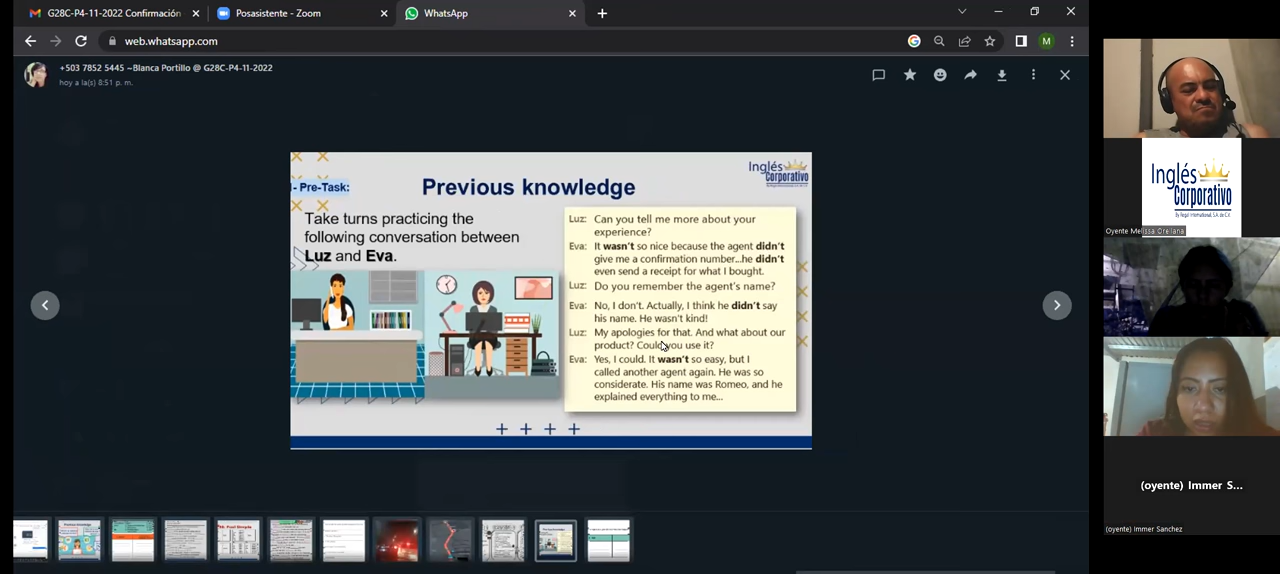 G28C-P4-11-2022 Confirmación
Posasistente - Zoom
WhatsApp
web.whatsapp.com
M
+503 7852 5445 ~Blanca Portillo @ G28C-P4-11-2022
hoy a la(s) 8:51 p. m.
- Pre-Task:
Previous knowledge
Inglés
Corporativo
Take turns practicing the
following conversation between
Luz and Eva.
Luz: Can you tell me more about your
experience?
Eva: It wasn't so nice because the agent didn't
give me a confirmation number...he didn't
even send a receipt for what I bought.
Luz: Do you remember the agent's name?
Eva: No, I don't. Actually, I think he didn't say
his name. He wasn't kind!
Luz: My apologies for that. And what about our
product? Could you use it?
Eva: Yes, I could. It wasn't so easy, but I
called another agent again. He was so
considerate. His name was Romeo, and he
explained everything to me...
Inglés
Corporativo
By Regal International, S.A. de C.V.
Oyente Melissa Orellana
(oyente) Immer S...
(oyente) Immer Sanchez